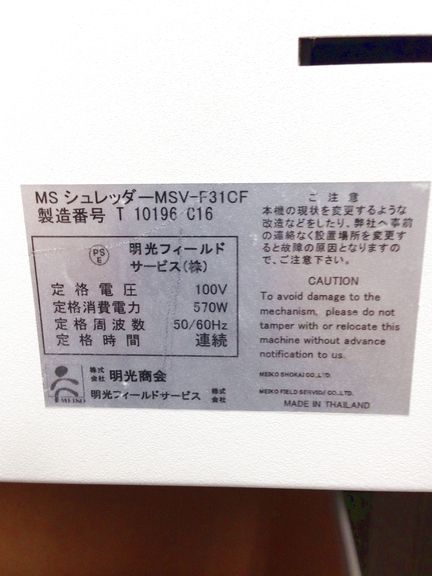 MS シュレッダーMSV-F31CF
製造番号 T 10196 C16
PS
E
明光フィールド
サービス(株)
定格電圧 100V
定格消費電力 570W
定格周波数 50/60Hz
定格時間 連続
株式
会社 明光商会
MEIKO
明光フィールドサービス 株式
会社
ご注意
本機の現状を変更するような
改造などをしたり、弊社へ事前
の連絡なく設置場所を変更す
ると故障の原因となりますの
で、ご注意下さい。
CAUTION
To avoid damage to the
mechanism, please do not
tamper with or relocate this
machine without advance
notification to us.
MEIKO SHOKAI CO.,LTD.
MEIKO FIELD SERVICE CO.,LTD.
MADE IN THAILAND